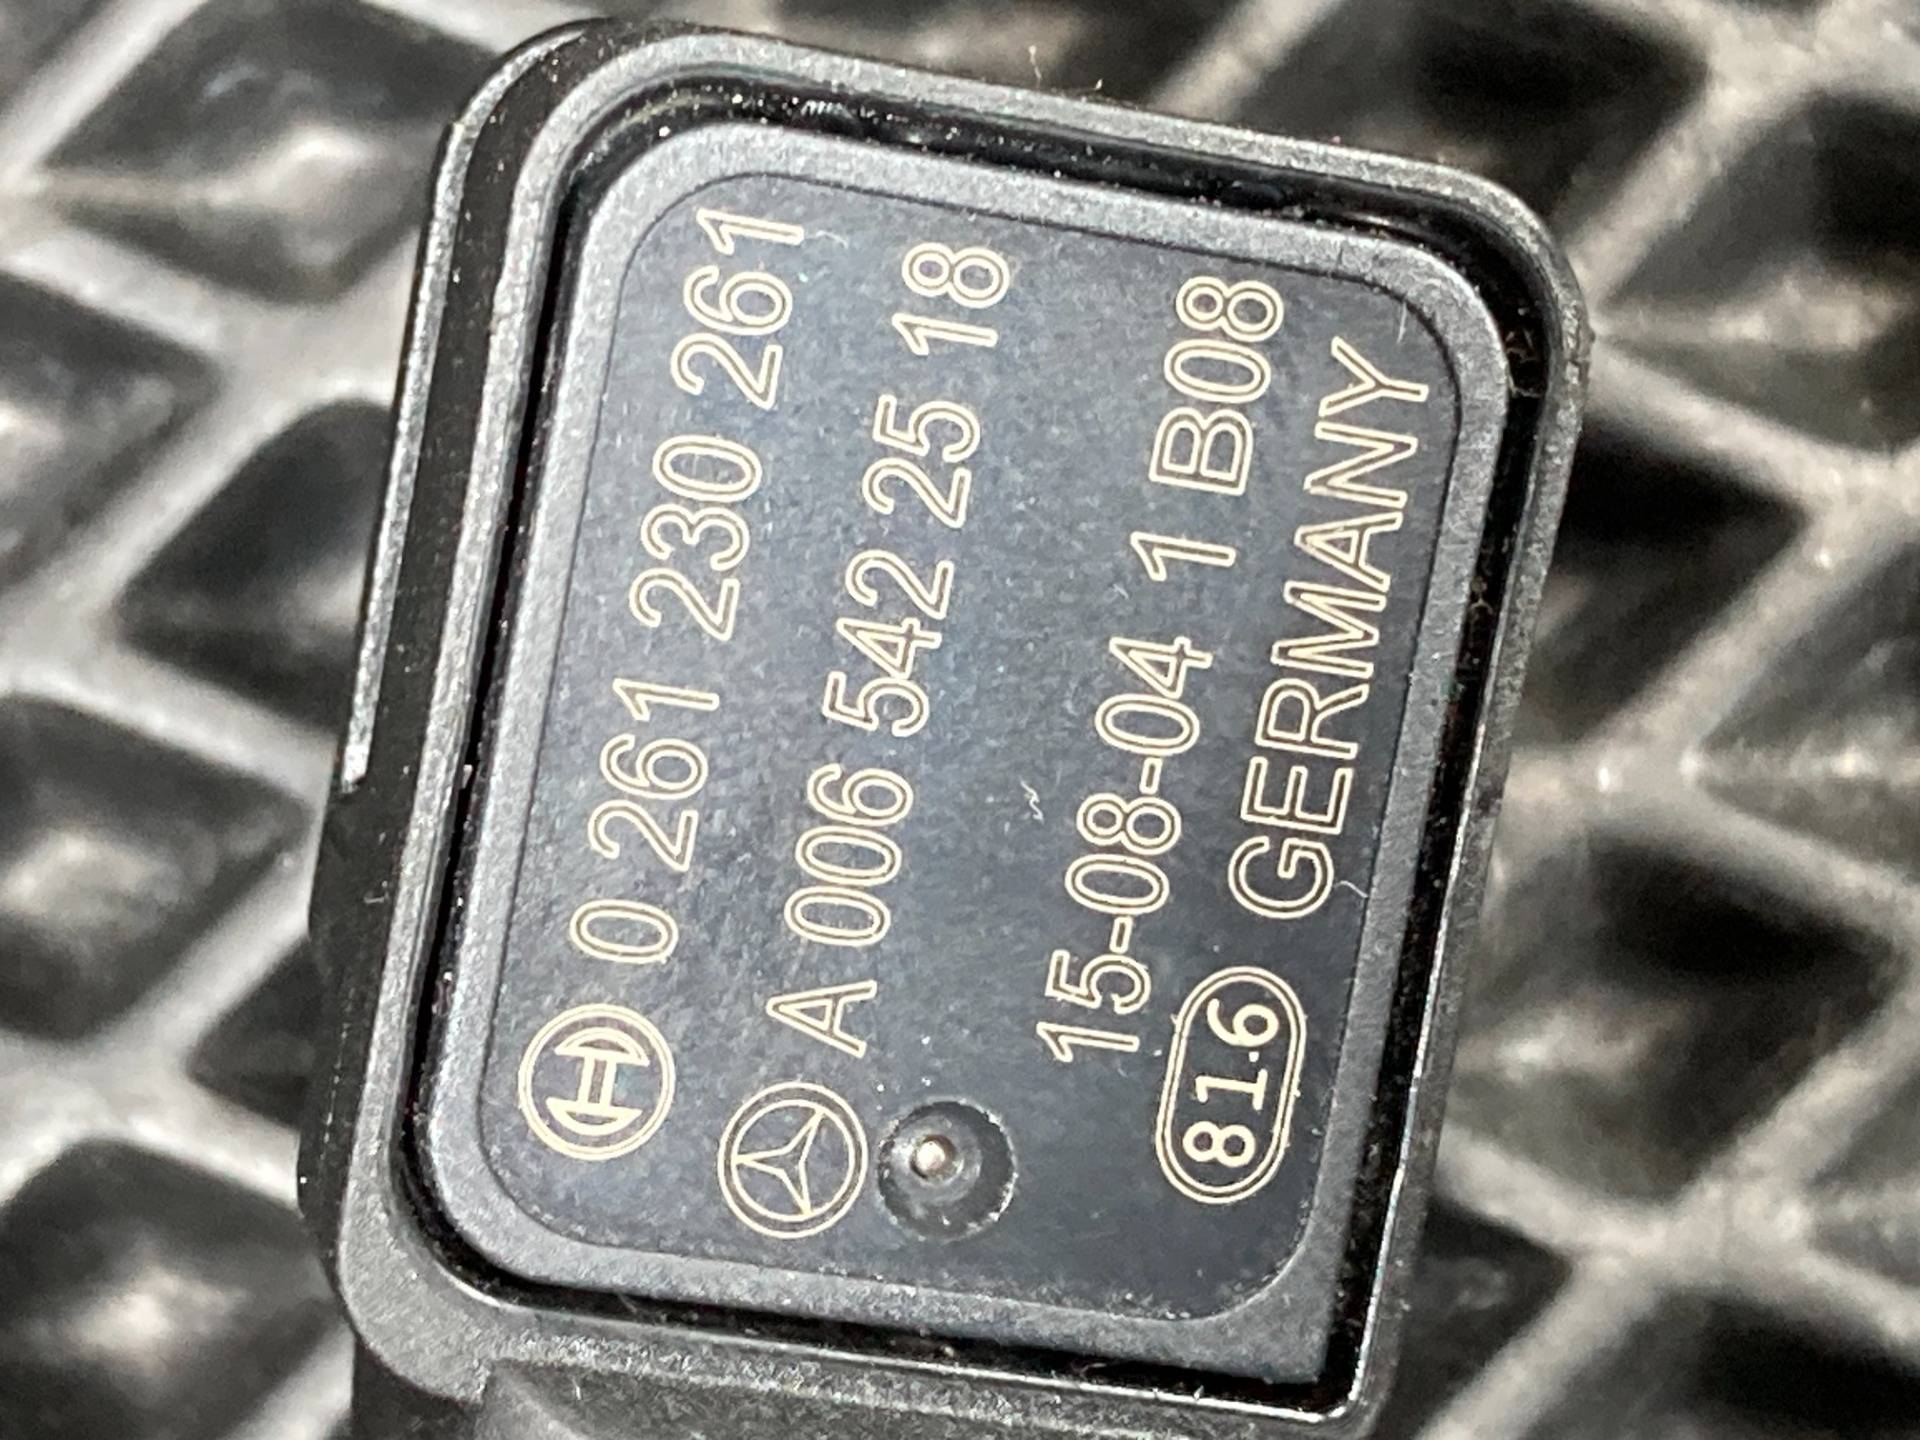 0 261 230 261
A 006 542 25 18
15-08-04 1 B08
81.6 GERMANY